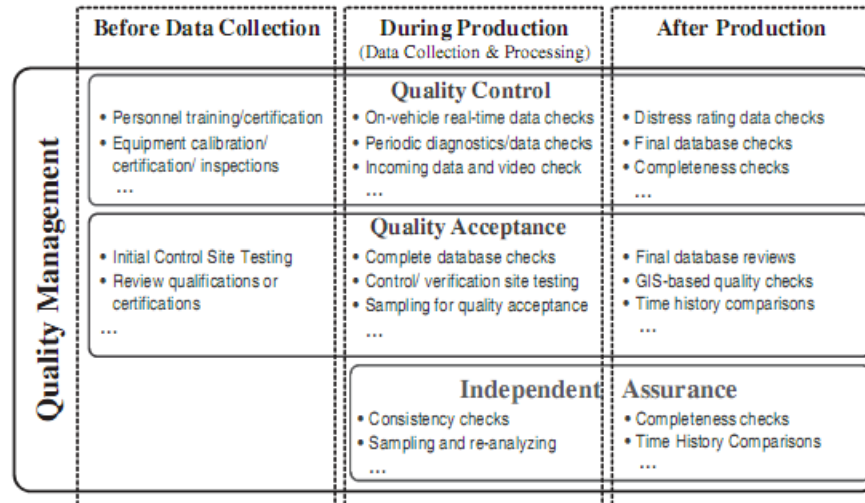 Before Data Collection
During Production
(Data Collection & Processing)
After Production
Quality Management
Quality Control
• Personnel training/certification
• Equipment calibration/
certification/ inspections
...
• On-vehicle real-time data checks
• Periodic diagnostics/data checks
• Incoming data and video check
...
• Distress rating data checks
• Final database checks
• Completeness checks
...
Quality Acceptance
• Initial Control Site Testing
• Review qualifications or
certifications
...
• Complete database checks
• Control/ verification site testing
• Sampling for quality acceptance
...
• Final database reviews
• GIS-based quality checks
• Time history comparisons
...
Independent Assurance
• Consistency checks
• Sampling and re-analyzing
...
• Completeness checks
• Time History Comparisons
...